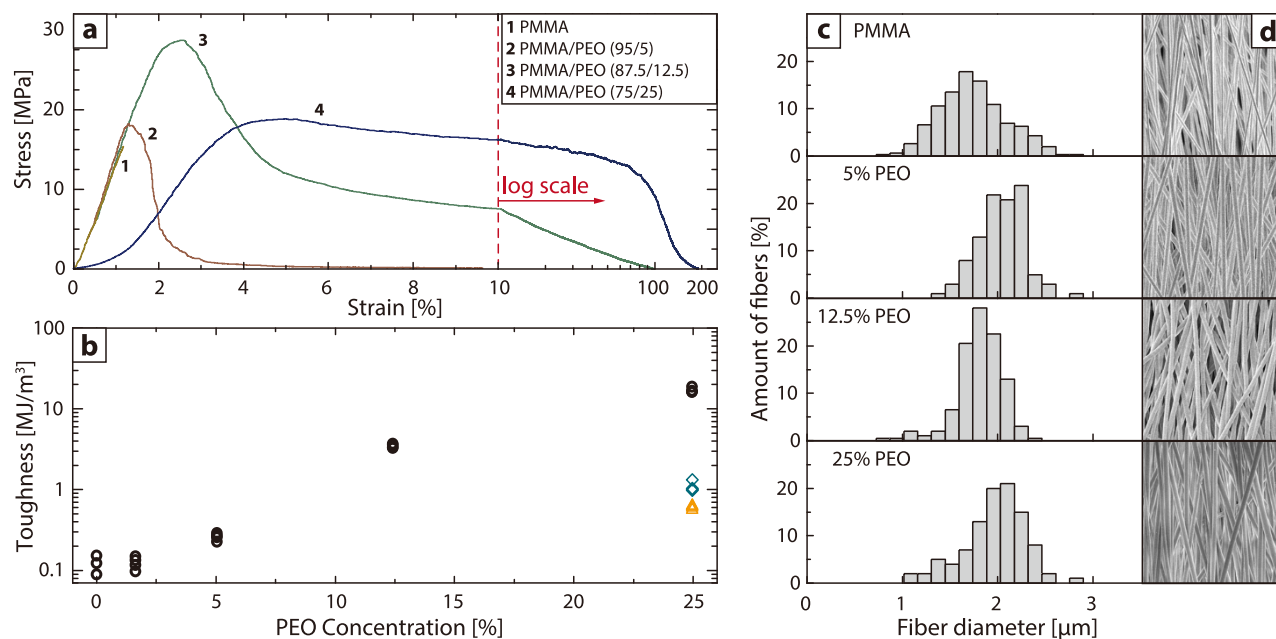 a
1 PMMA
2 PMMA/PEO (95/5)
3 PMMA/PEO (87.5/12.5)
4 PMMA/PEO (75/25)
Stress [MPa]
30
20
10
0
1
2
3
4
log scale
0 2 4 6 8 10 100 200
Strain [%]
b
Toughness [MJ/m³]
100
10
1
0.1
0 5 10 15 20 25
PEO Concentration [%]
c
d
PMMA
20
10
0
5% PEO
20
10
0
12.5% PEO
20
10
0
25% PEO
20
10
0
Amount of fibers [%]
0 1 2 3
Fiber diameter [µm]